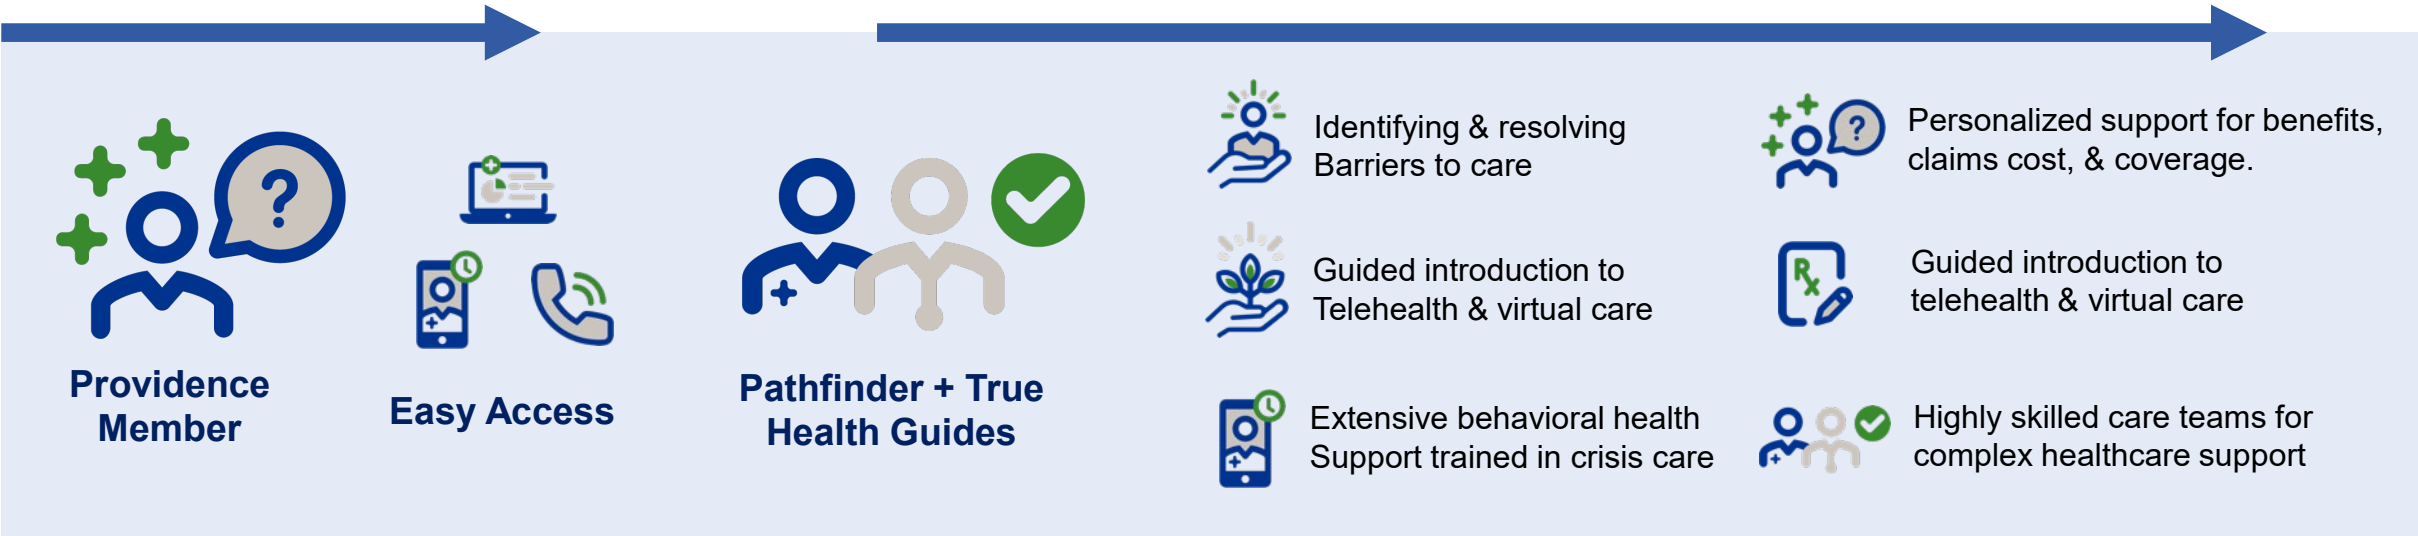 Providence
Member
Easy Access
Pathfinder + True
Health Guides
Identifying & resolving
Barriers to care
Guided introduction to
Telehealth & virtual care
Extensive behavioral health
Support trained in crisis care
Personalized support for benefits,
claims cost, & coverage.
Rx
Guided introduction to
telehealth & virtual care
Highly skilled care teams for
complex healthcare support